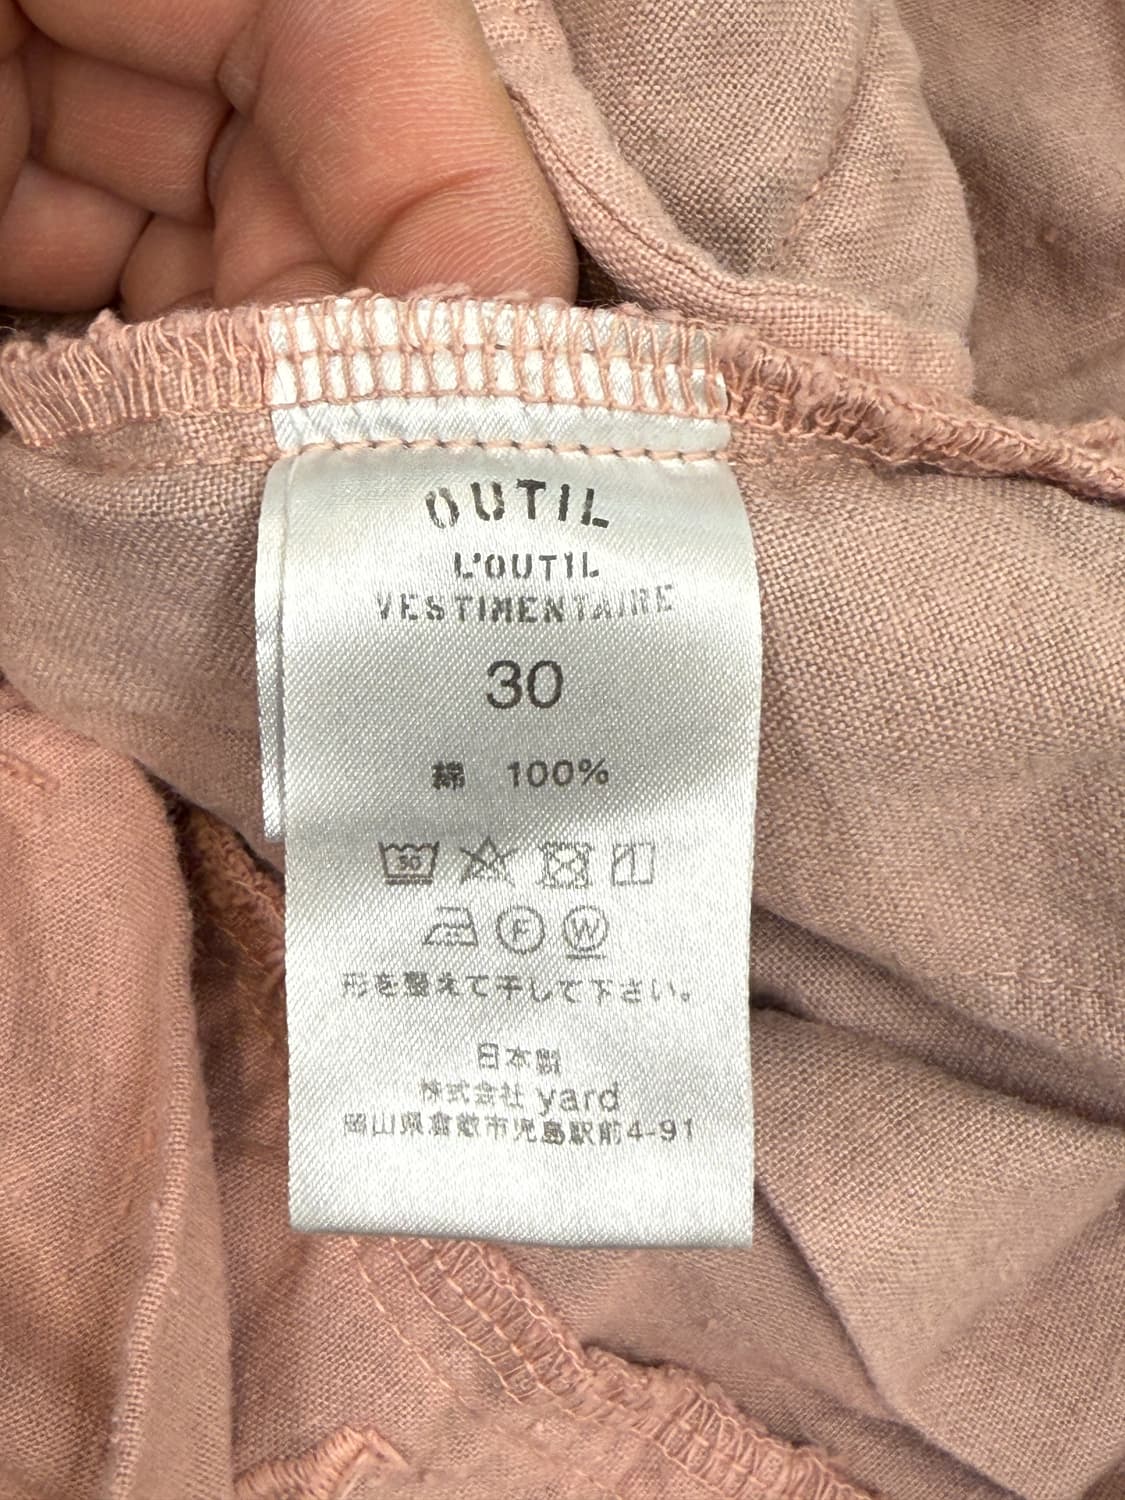 OUTIL
L'OUTIL
VESTIMENTAIRE
30
綿 100%
30
F W
形を整えて干して下さい。
日本製
株式会社 yard
岡山県倉敷市児島駅前4-91